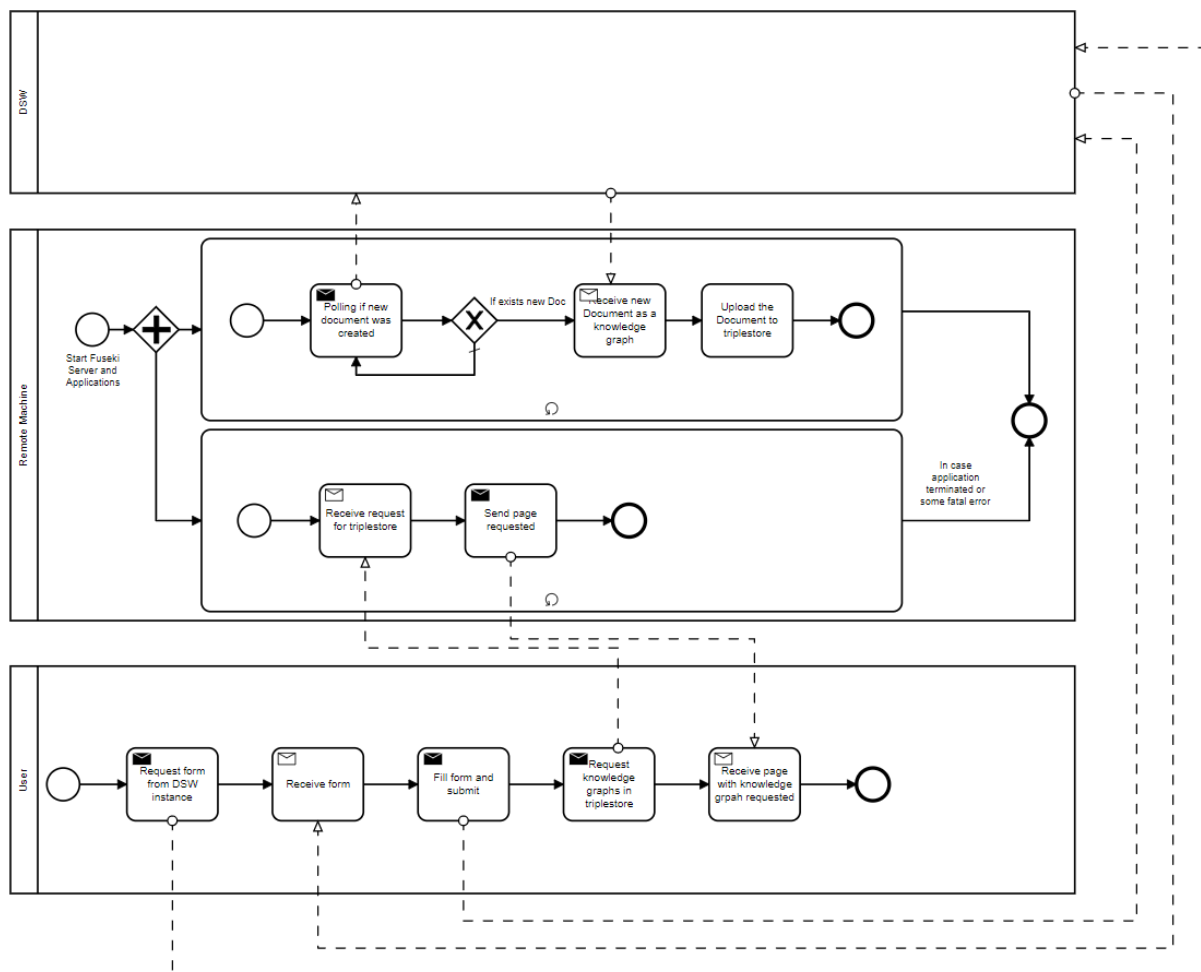 DSW
Remote Machine
Start Fuseki
Server and
Applications
Polling if new
document was
created
If exists new Doc
Receive new
Document as a
knowledge
graph
Upload the
Document to
triplestore
Receive request
for triplestore
Send page
requested
In case
application
terminated or
some fatal error
User
Request form
from DSW
instance
Receive form
Fill form and
submit
Request
knowledge
graphs in
triplestore
Receive page
with knowledge
grpah requested